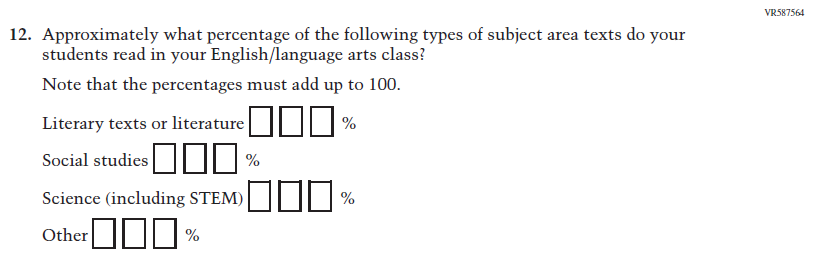 VR587564
12. Approximately what percentage of the following types of subject area texts do your
students read in your English/language arts class?
Note that the percentages must add up to 100.
Literary texts or literature %
Social studies %
Science (including STEM) %
Other %